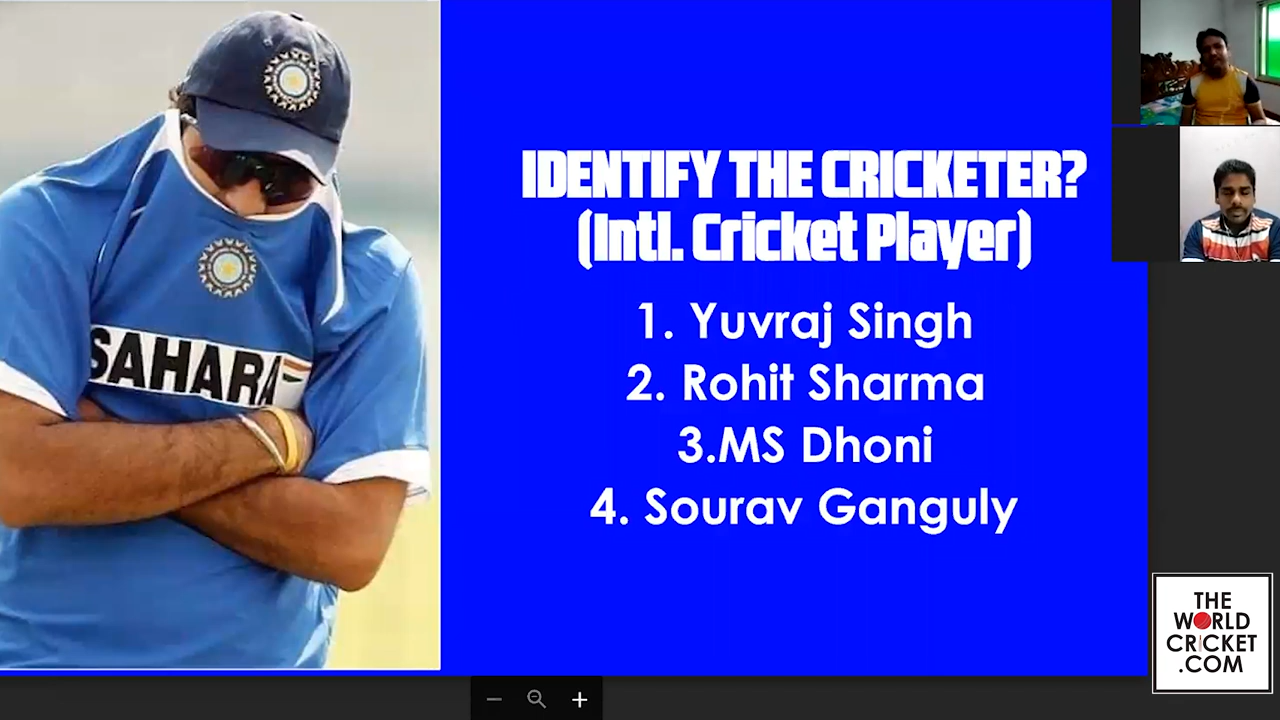 SAHARA
IDENTIFY THE CRICKETER?
(Intl. Cricket Player)
1. Yuvraj Singh
2. Rohit Sharma
3.MS Dhoni
4. Sourav Ganguly
THE
WORLD
CRICKET
.COM